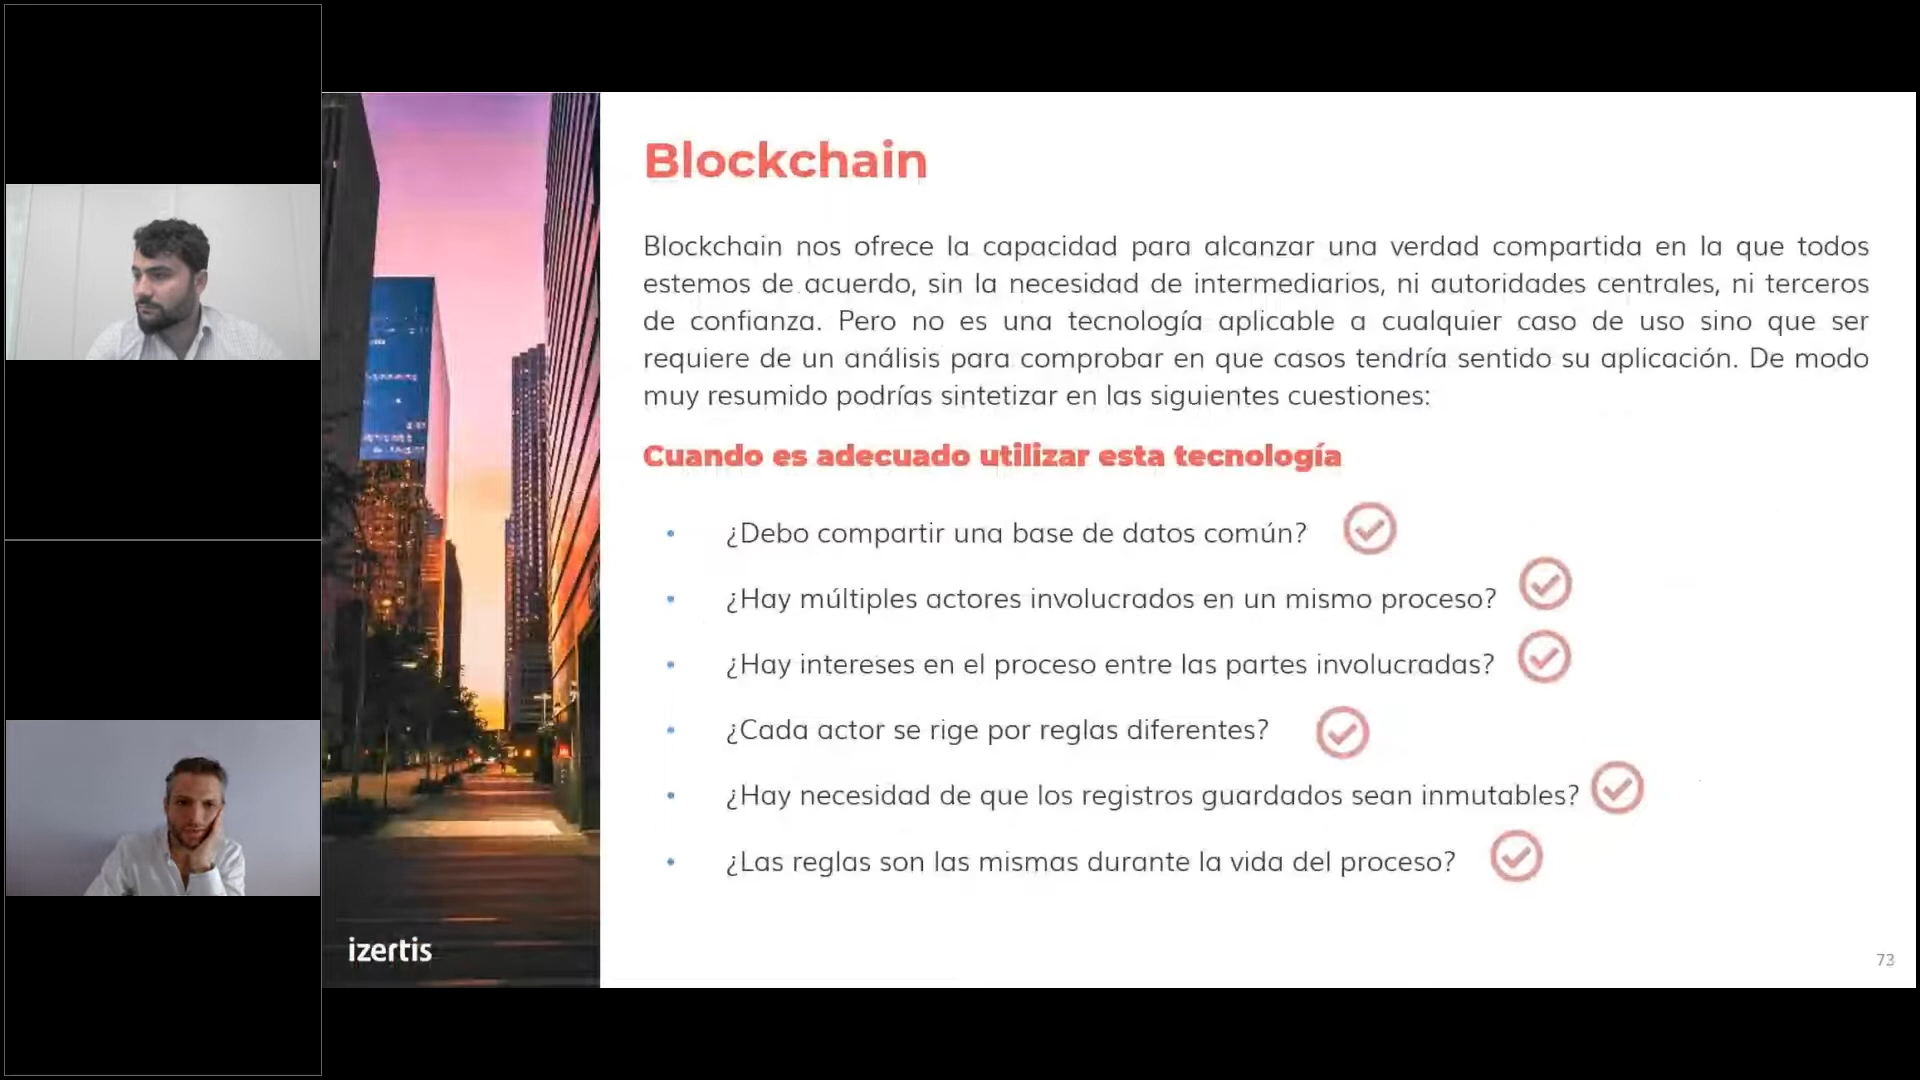 Blockchain
Blockchain nos ofrece la capacidad para alcanzar una verdad compartida en la que todos
estemos de acuerdo, sin la necesidad de intermediarios, ni autoridades centrales, ni terceros
de confianza. Pero no es una tecnología aplicable a cualquier caso de uso sino que ser
requiere de un análisis para comprobar en que casos tendría sentido su aplicación. De modo
muy resumido podrías sintetizar en las siguientes cuestiones:
Cuando es adecuado utilizar esta tecnología
• ¿Debo compartir una base de datos común?
• ¿Hay múltiples actores involucrados en un mismo proceso?
• ¿Hay intereses en el proceso entre las partes involucradas?
• ¿Cada actor se rige por reglas diferentes?
• ¿Hay necesidad de que los registros guardados sean inmutables?
• ¿Las reglas son las mismas durante la vida del proceso?
izertis
73